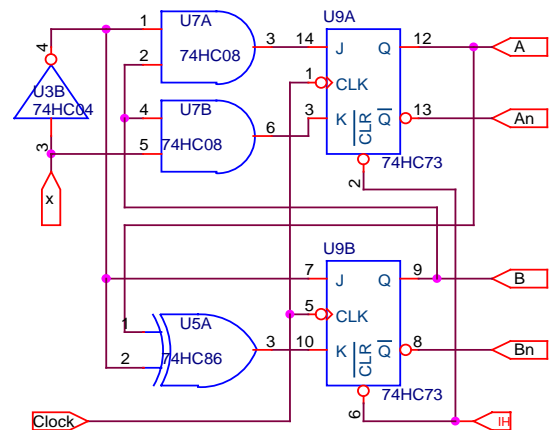 U7A
U9A
1
2
3
14
12
4
74HC08
J
Q
A
U3B
74HC04
1
CLK
U7B
4
5
6
3
13
K
CLR
Q
An
74HC08
3
2
74HC73
x
U9B
7
9
J
Q
B
5
CLK
U5A
1
2
3
10
8
K
CLR
Q
Bn
74HC86
6
74HC73
Clock
IH